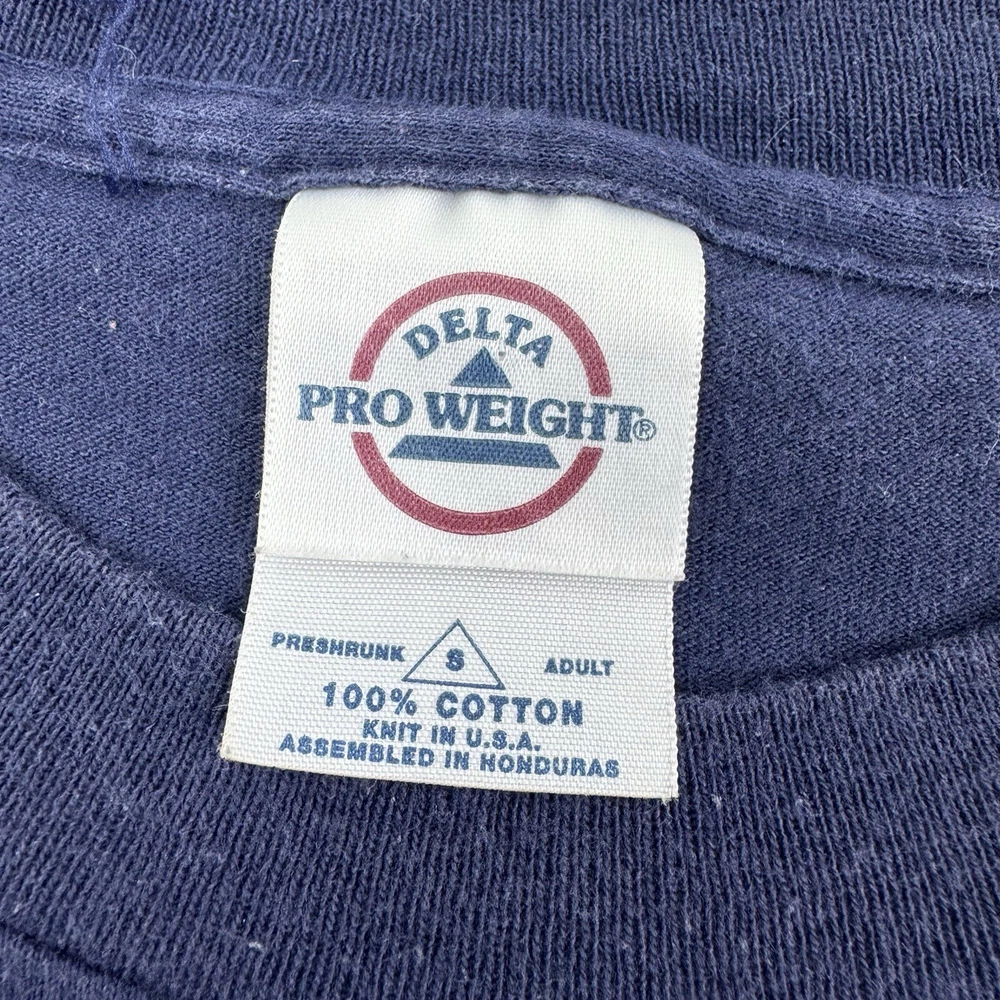 DELTA
PRO WEIGHT®
PRESHRUNK S ADULT
100% COTTON
KNIT IN U.S.A.
ASSEMBLED IN HONDURAS